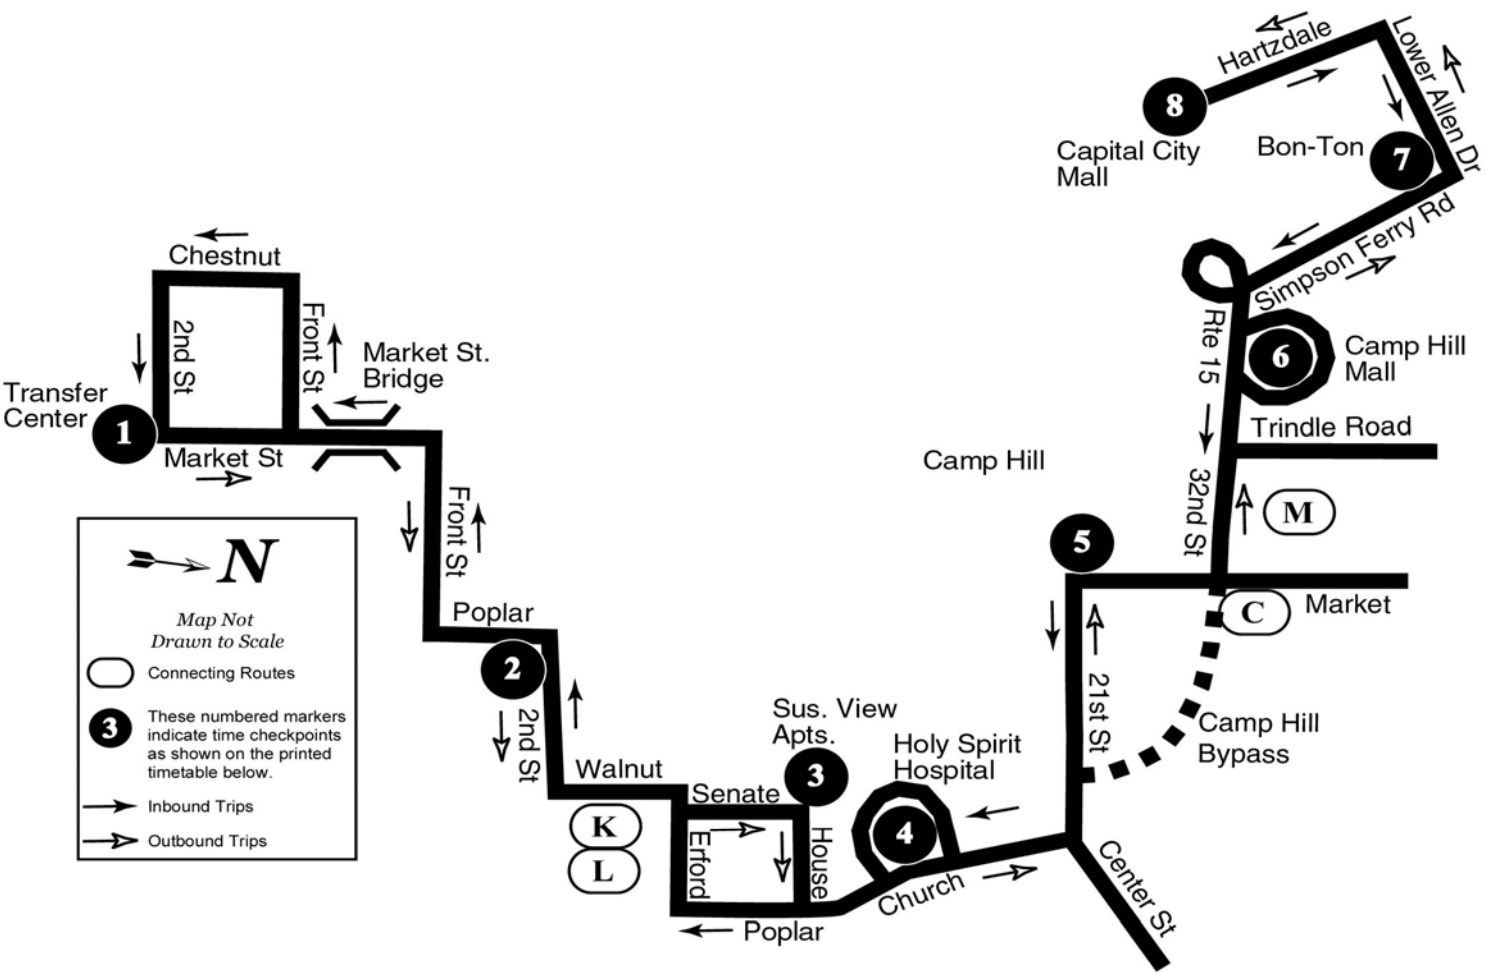 Hartzdale
Lower Allen Dr
8
Capital City
Mall
Bon-Ton
7
Simpson Ferry Rd
Chestnut
2nd St
Front St
Market St.
Bridge
Transfer
Center
1
Market St
Rte 15
6
Camp Hill
Mall
Trindle Road
Camp Hill
32nd St
M
5
Front St
N
Map Not
Drawn to Scale
Connecting Routes
3
These numbered markers
indicate time checkpoints
as shown on the printed
timetable below.
Inbound Trips
Outbound Trips
C
Market
Poplar
2
2nd St
21st St
Camp Hill
Bypass
Walnut
K
L
Sus. View
Apts.
3
Senate
Erford
House
Holy Spirit
Hospital
4
Church
Poplar
Center St